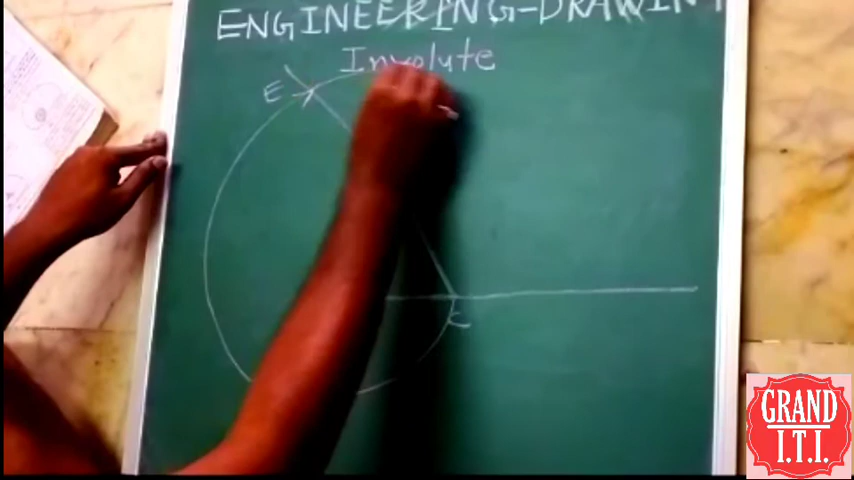 ENGINEERING-DRAWIN
Involute
E
C
GRAND
I.T.I.